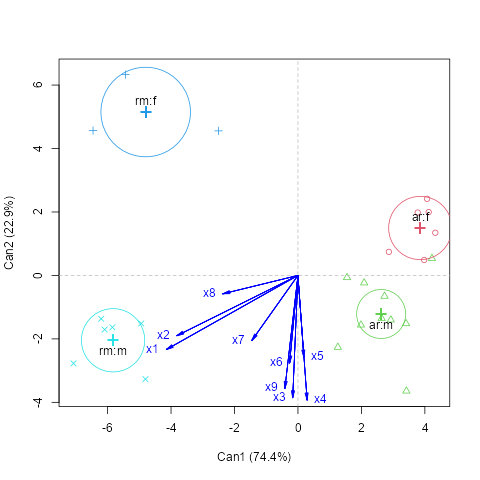 6
4
2
0
-2
-4
Can2 (22.9%)
rm:f
ar:f
x8
x2
x1
x7
x6
x5
x9
x3
x4
rm:m
ar:m
-6 -4 -2 0 2 4
Can1 (74.4%)